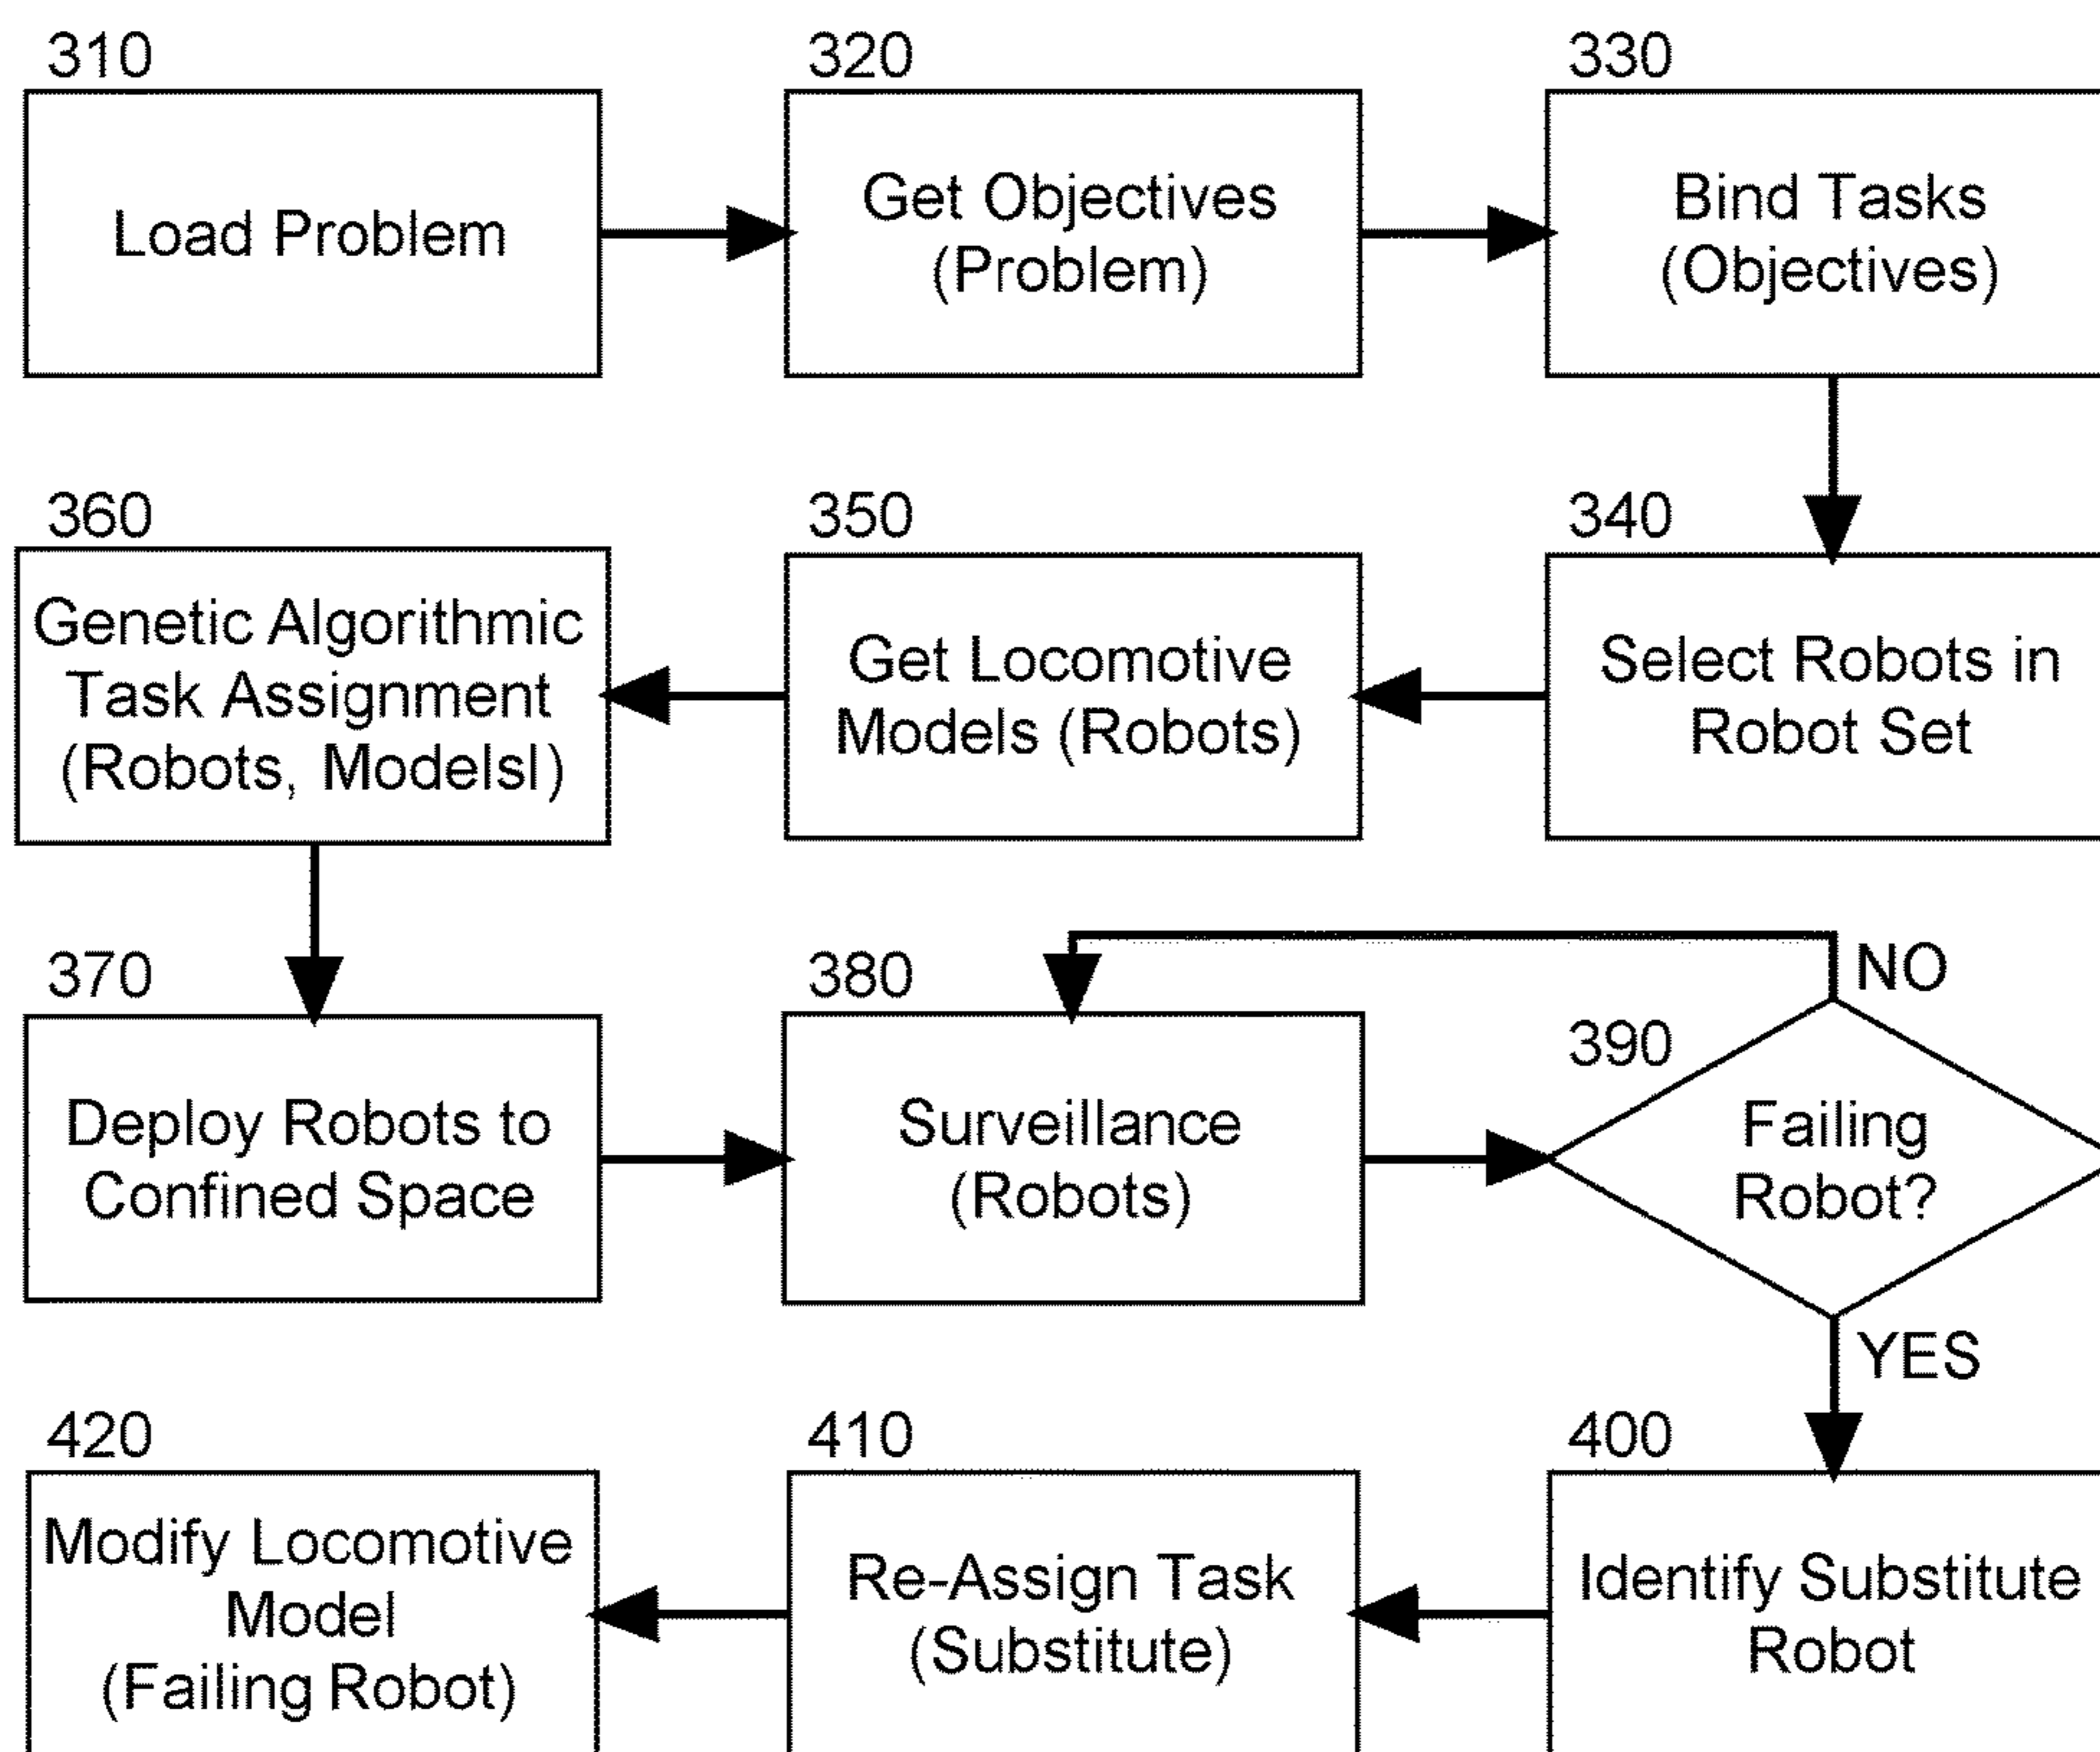 310
Load Problem
320
Get Objectives
(Problem)
330
Bind Tasks
(Objectives)
340
Select Robots in
Robot Set
350
Get Locomotive
Models (Robots)
360
Genetic Algorithmic
Task Assignment
(Robots, Modelsl)
370
Deploy Robots to
Confined Space
380
Surveillance
(Robots)
390
Failing
Robot?
NO
YES
400
Identify Substitute
Robot
410
Re-Assign Task
(Substitute)
420
Modify Locomotive
Model
(Failing Robot)